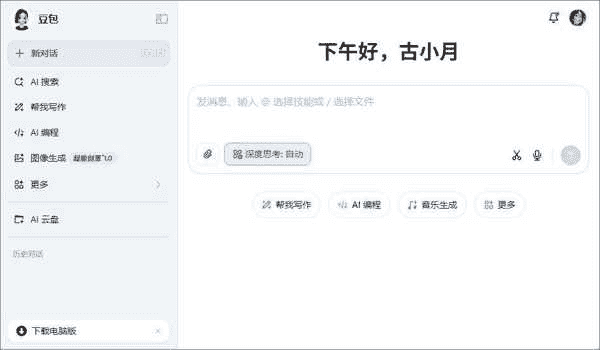 豆包
新对话
AI 搜索
帮我写作
AI 编程
图像生成
更多
AI 云盘
历史对话
下载电脑版
下午好，古小月
发消息、输入 @ 选择技能或 / 选择文件
深度思考: 自动
帮我写作
AI 编程
音乐生成
更多